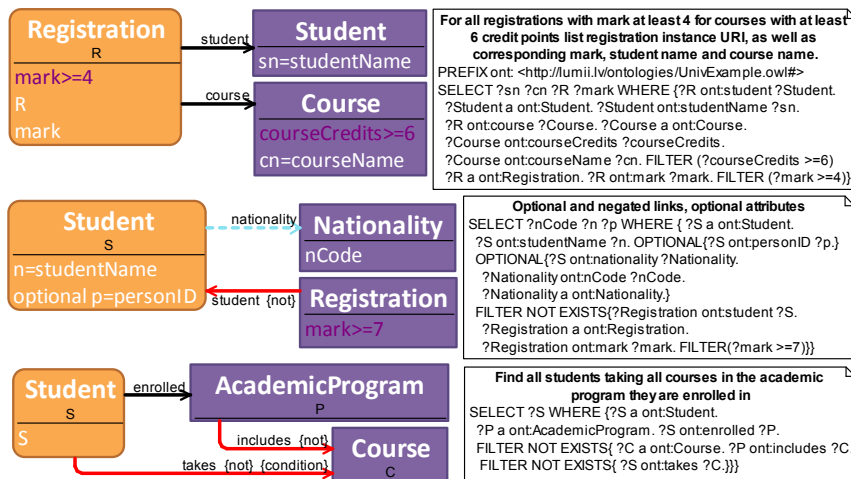 Registration
R
mark>=4
R
mark
student
Student
sn=studentName
course
Course
courseCredits>=6
cn=courseName
For all registrations with mark at least 4 for courses with at least
6 credit points list registration instance URI, as well as
corresponding mark, student name and course name.
PREFIX ont: <http://lumii.lv/ontologies/UnivExample.owl#>
SELECT ?sn ?cn ?R ?mark WHERE {?R ont:student ?Student.
?Student a ont:Student. ?Student ont:studentName ?sn.
?R ont:course ?Course. ?Course a ont:Course.
?Course ont:courseCredits ?courseCredits.
?Course ont:courseName ?cn. FILTER (?courseCredits >=6)
?R a ont:Registration. ?R ont:mark ?mark. FILTER (?mark >=4)}
Student
S
n=studentName
optional p=personID
nationality
Nationality
nCode
student {not}
Registration
mark>=7
Optional and negated links, optional attributes
SELECT ?nCode ?n ?p WHERE { ?S a ont:Student.
?S ont:studentName ?n. OPTIONAL{?S ont:personID ?p.}
OPTIONAL{?S ont:nationality ?Nationality.
?Nationality ont:nCode ?nCode.
?Nationality a ont:Nationality.}
FILTER NOT EXISTS{?Registration ont:student ?S.
?Registration a ont:Registration.
?Registration ont:mark ?mark. FILTER(?mark >=7)}}
Student
S
S
enrolled
AcademicProgram
P
includes {not}
takes {not} {condition}
Course
C
Find all students taking all courses in the academic
program they are enrolled in
SELECT ?S WHERE {?S a ont:Student.
?P a ont:AcademicProgram. ?S ont:enrolled ?P.
FILTER NOT EXISTS{ ?C a ont:Course. ?P ont:includes ?C.
FILTER NOT EXISTS{ ?S ont:takes ?C.}}}